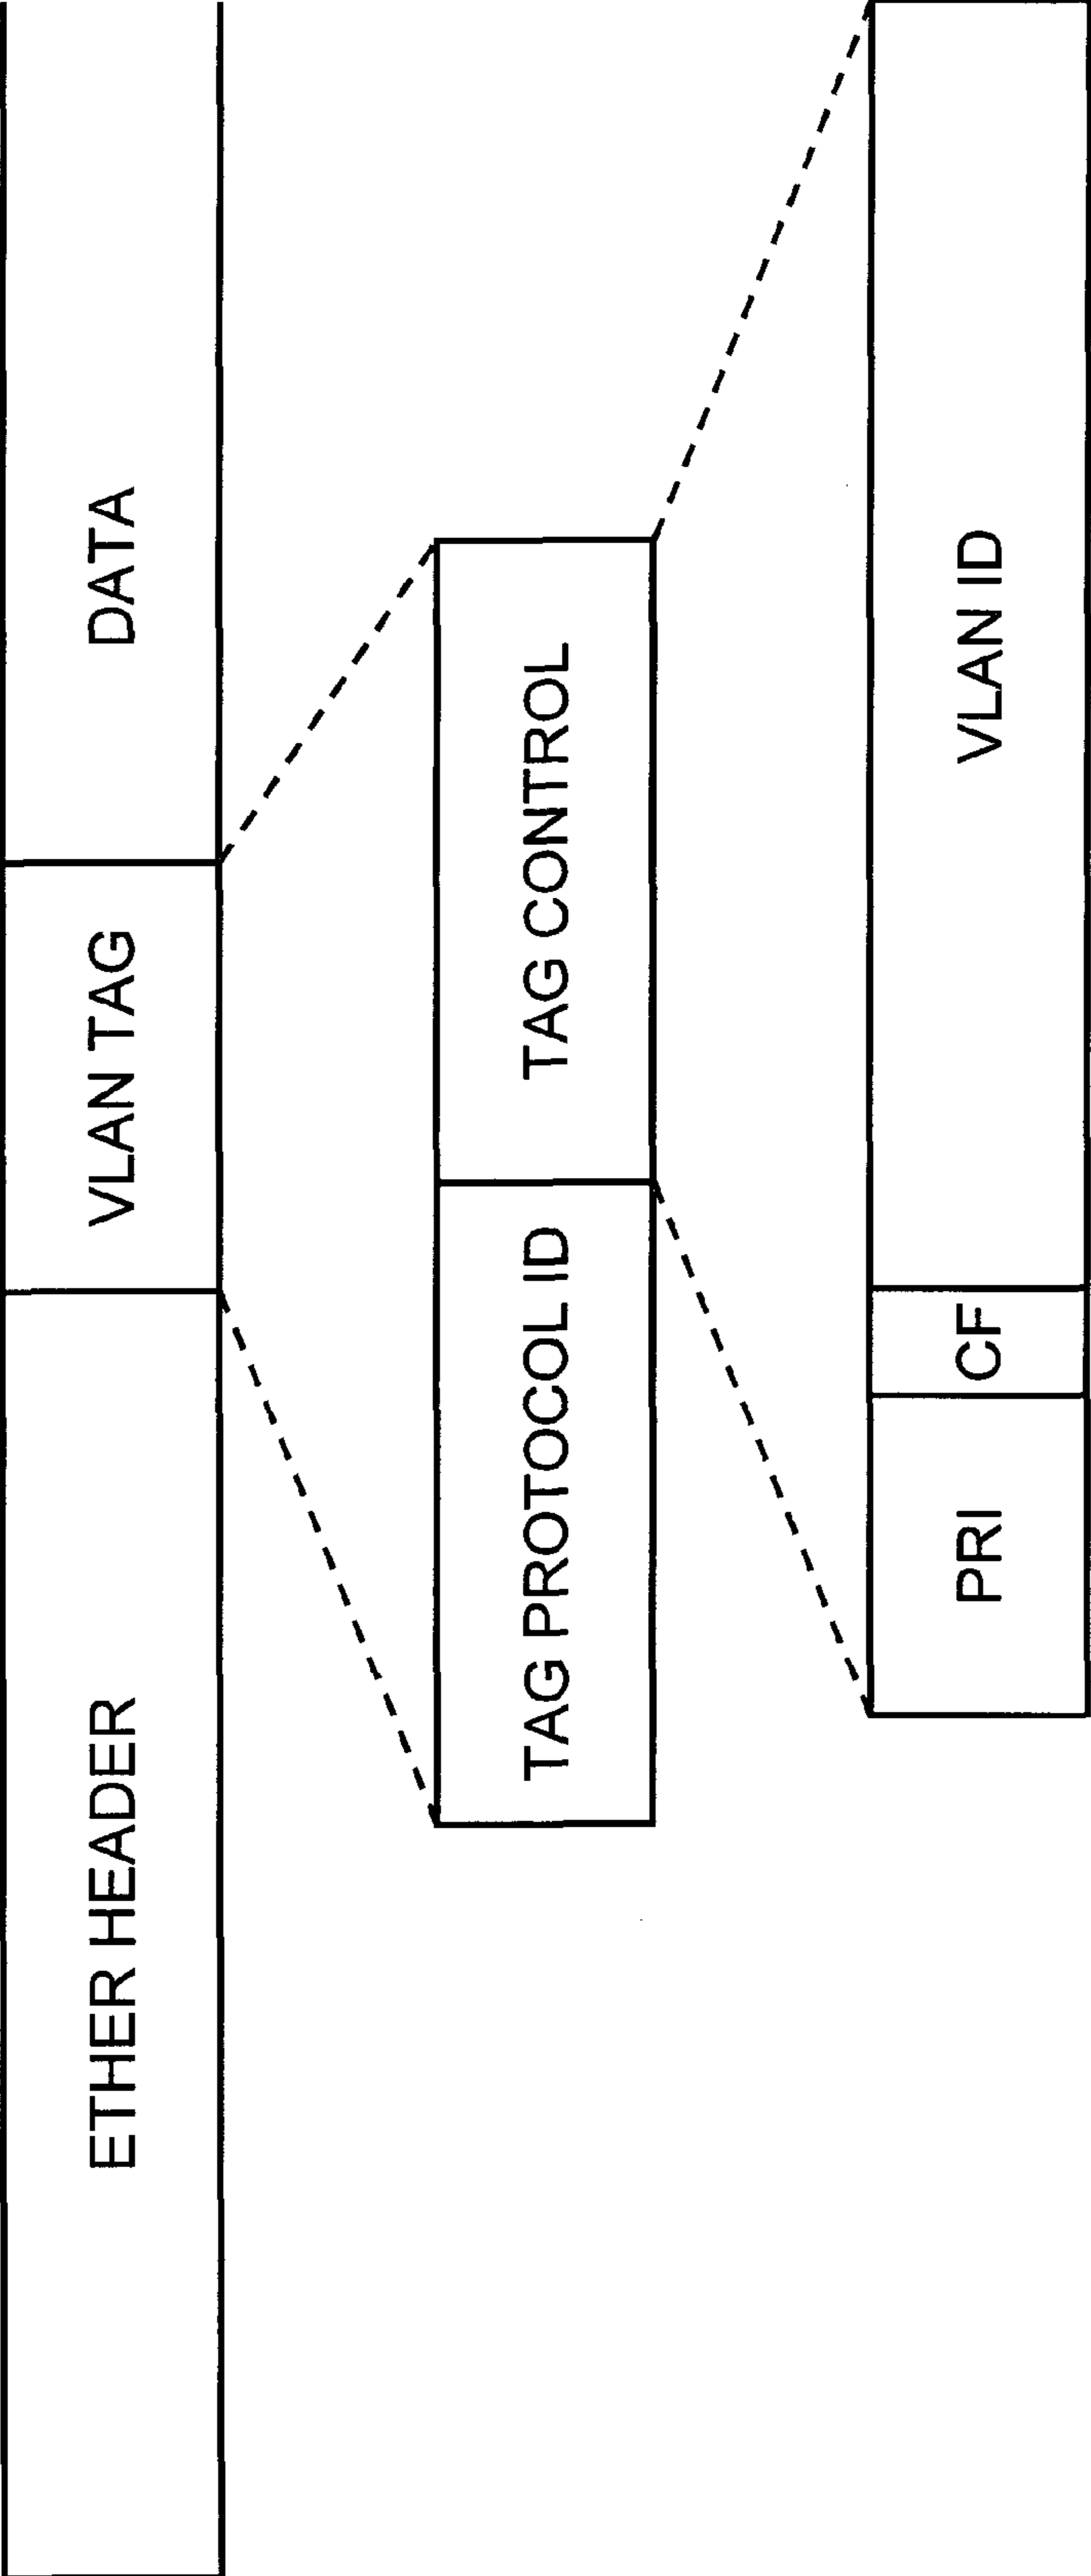 ETHER HEADER
VLAN TAG
DATA
TAG PROTOCOL ID
TAG CONTROL
PRI
CF
VLAN ID